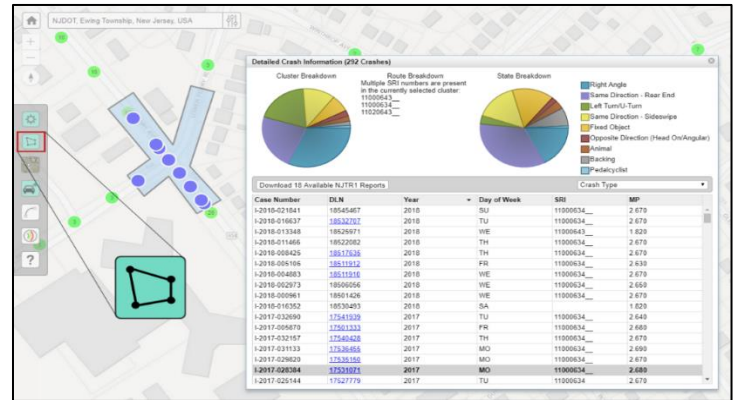 NJDOT, Ewing Township, New Jersey, USA
Detailed Crash Information (292 Crashes)
Cluster Breakdown
Route Breakdown
State Breakdown
Multiple SRI numbers are present
in the currently selected cluster:
11000643__
11000634__
11020643__
Right Angle
Same Direction - Rear End
Left Turn/U-Turn
Same Direction - Sideswipe
Fixed Object
Opposite Direction (Head On/Angular)
Animal
Backing
Pedalcyclist
Download 18 Available NJTR1 Reports
Crash Type
Case Number DLN Year Day of Week SRI MP
I-2018-021841 18545467 2018 SU 11000634__ 2.670
I-2018-016637 18532707 2018 TU 11000634__ 2.670
I-2018-013348 18525971 2018 WE 11000643__ 1.820
I-2018-011466 18522082 2018 TH 11000634__ 2.670
I-2018-008425 18517635 2018 TH 11000634__ 2.670
I-2018-005106 18511912 2018 FR 11000634__ 2.630
I-2018-004883 18511910 2018 WE 11000634__ 2.670
I-2018-002973 18506056 2018 WE 11000634__ 2.650
I-2018-000961 18501426 2018 WE 11000634__ 2.670
I-2018-016352 18530493 2018 SA 1.820
I-2017-032690 17541939 2017 TU 11000634__ 2.640
I-2017-005870 17501333 2017 FR 11000634__ 2.680
I-2017-032157 17540428 2017 TH 11000634__ 2.670
I-2017-031133 17536455 2017 MO 11000634__ 2.690
I-2017-029820 17535150 2017 MO 11000634__ 2.670
I-2017-028384 17531071 2017 MO 11000634__ 2.680
I-2017-025144 17527779 2017 TU 11000634 2.670
?